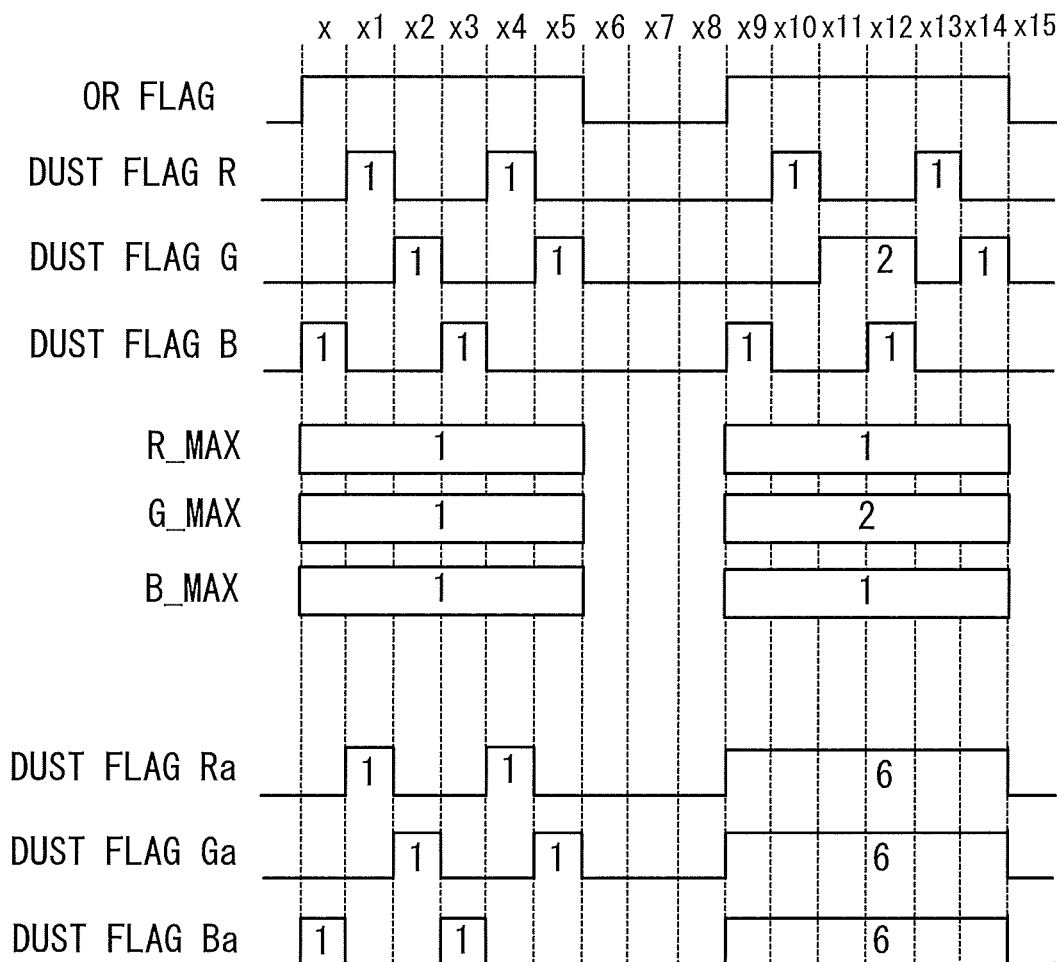 x x1 x2 x3 x4 x5 x6 x7 x8 x9 x10 x11 x12 x13 x14 x15
OR FLAG
DUST FLAG R 1 1 1 1
DUST FLAG G 1 1 2 1
DUST FLAG B 1 1 1 1
R_MAX 1 1
G_MAX 1 2
B_MAX 1 1
DUST FLAG Ra 1 1 6
DUST FLAG Ga 1 1 6
DUST FLAG Ba 1 1 6